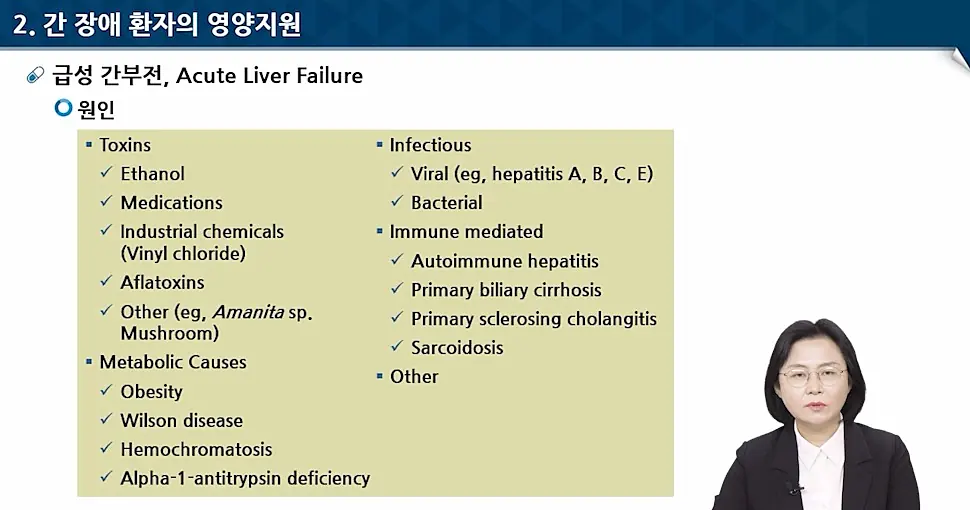 2. 간 장애 환자의 영양지원
급성 간부전, Acute Liver Failure
원인
Toxins
Ethanol
Medications
Industrial chemicals
(Vinyl chloride)
Aflatoxins
Other (eg, Amanita sp.
Mushroom)
Metabolic Causes
Obesity
Wilson disease
Hemochromatosis
Alpha-1-antitrypsin deficiency
Infectious
Viral (eg, hepatitis A, B, C, E)
Bacterial
Immune mediated
Autoimmune hepatitis
Primary biliary cirrhosis
Primary sclerosing cholangitis
Sarcoidosis
Other